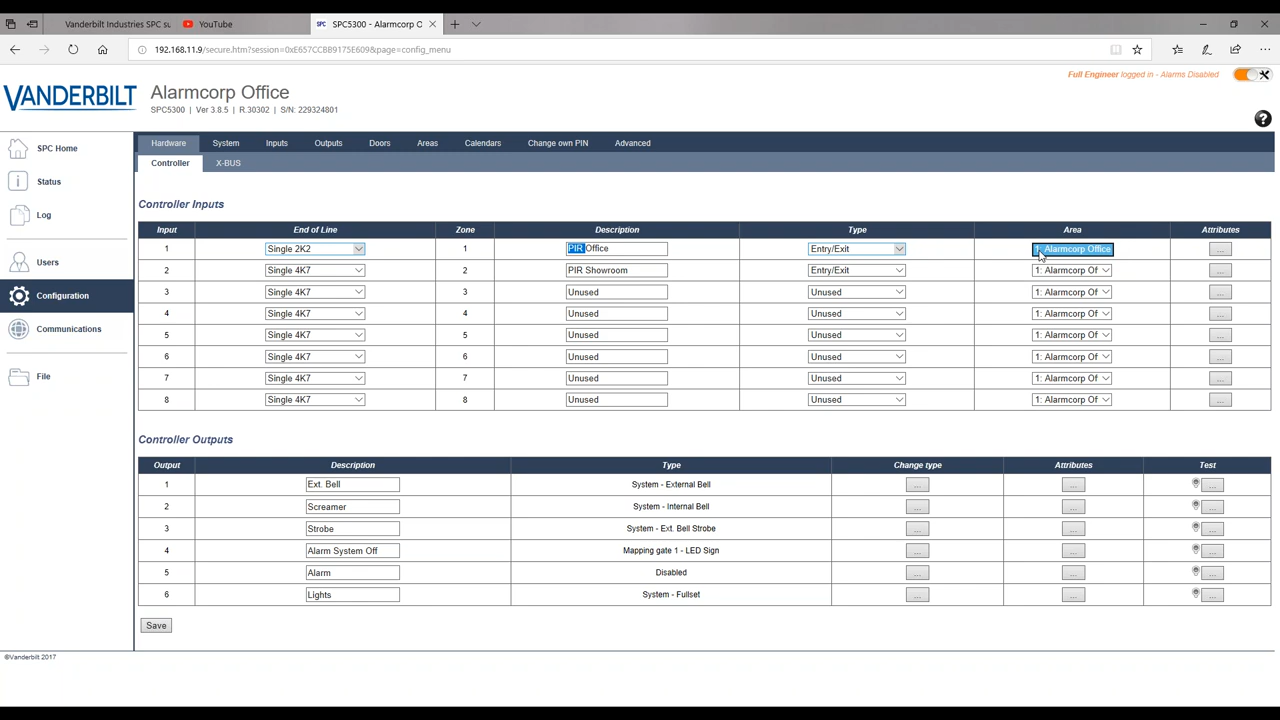 Vanderbilt Industries SPC su
YouTube
SPC SPC5300 - Alarmcorp O
192.168.11.9/secure.htm?session=0xE657CCBB9175E609&page=config_menu
VANDERBILT
Alarmcorp Office
SPC5300 | Ver 3.8.5 | R.30302 | S/N: 229324801
Full Engineer logged in - Alarms Disabled
?
SPC Home
Status
Log
Users
Configuration
Communications
File
Hardware System Inputs Outputs Doors Areas Calendars Change own PIN Advanced
Controller X-BUS
Controller Inputs
Input End of Line Zone Description Type Area Attributes
1 Single 2K2 1 PIR Office Entry/Exit 1: Alarmcorp Office ...
2 Single 4K7 2 PIR Showroom Entry/Exit 1: Alarmcorp Of ...
3 Single 4K7 3 Unused Unused 1: Alarmcorp Of ...
4 Single 4K7 4 Unused Unused 1: Alarmcorp Of ...
5 Single 4K7 5 Unused Unused 1: Alarmcorp Of ...
6 Single 4K7 6 Unused Unused 1: Alarmcorp Of ...
7 Single 4K7 7 Unused Unused 1: Alarmcorp Of ...
8 Single 4K7 8 Unused Unused 1: Alarmcorp Of ...
Controller Outputs
Output Description Type Change type Attributes Test
1 Ext. Bell System - External Bell ... ... ...
2 Screamer System - Internal Bell ... ... ...
3 Strobe System - Ext. Bell Strobe ... ... ...
4 Alarm System Off Mapping gate 1 - LED Sign ... ... ...
5 Alarm Disabled ... ... ...
6 Lights System - Fullset ... ... ...
Save
©Vanderbilt 2017